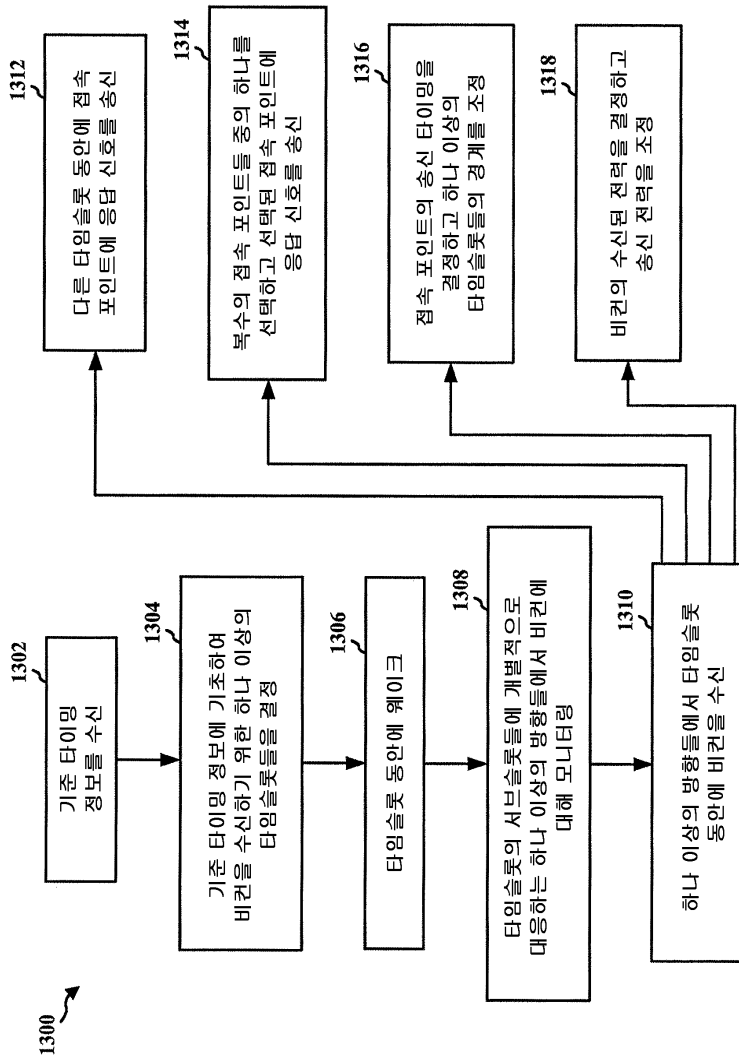 1300
1302
기준 타이밍
정보를 수신
1304
기준 타이밍 정보에 기초하여
비컨을 수신하기 위한 하나 이상의
타임슬롯들을 결정
1306
타임슬롯 동안에 웨이크
1308
타임슬롯의 서브슬롯들에 개별적으로
대응하는 하나 이상의 방향들에서 비컨에
대해 모니터링
1310
하나 이상의 방향들에서 타임슬롯
동안에 비컨을 수신
1312
다른 타임슬롯 동안에 접속
포인트에 응답 신호를 송신
1314
복수의 접속 포인트들 중의 하나를
선택하고 선택된 접속 포인트에
응답 신호를 송신
1316
접속 포인트의 송신 타이밍을
결정하고 하나 이상의
타임슬롯들의 경계를 조정
1318
비컨의 수신된 전력을 결정하고
송신 전력을 조정